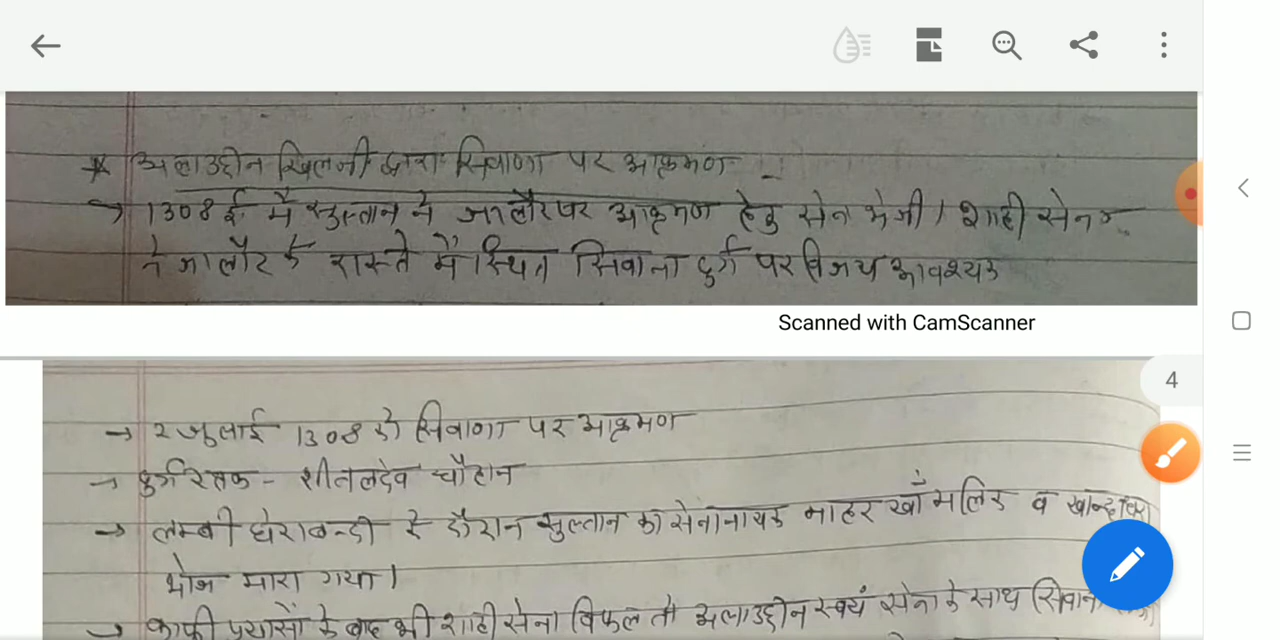 * अलाउद्दीन खिलजी द्वारा सिवाणा पर आक्रमण
→ 1308 ई. में सुल्तान ने जालौर पर आक्रमण हेतु सेना भेजी। शाही सेना
ने जालौर के रास्ते में स्थित सिवाना दुर्ग पर विजय आवश्यक
Scanned with CamScanner
4
→ 2 जुलाई 1308 को सिवाणा पर आक्रमण
→ दुर्ग रक्षक - शीतलदेव चौहान
→ लम्बी घेराबन्दी के दौरान सुल्तान का सेनानायक नाहर खाँ मलिक व
भोज मारा गया।
→ काफी प्रयासों के बाद भी शाही सेना विफल तो अलाउद्दीन स्वयं सेना के साथ